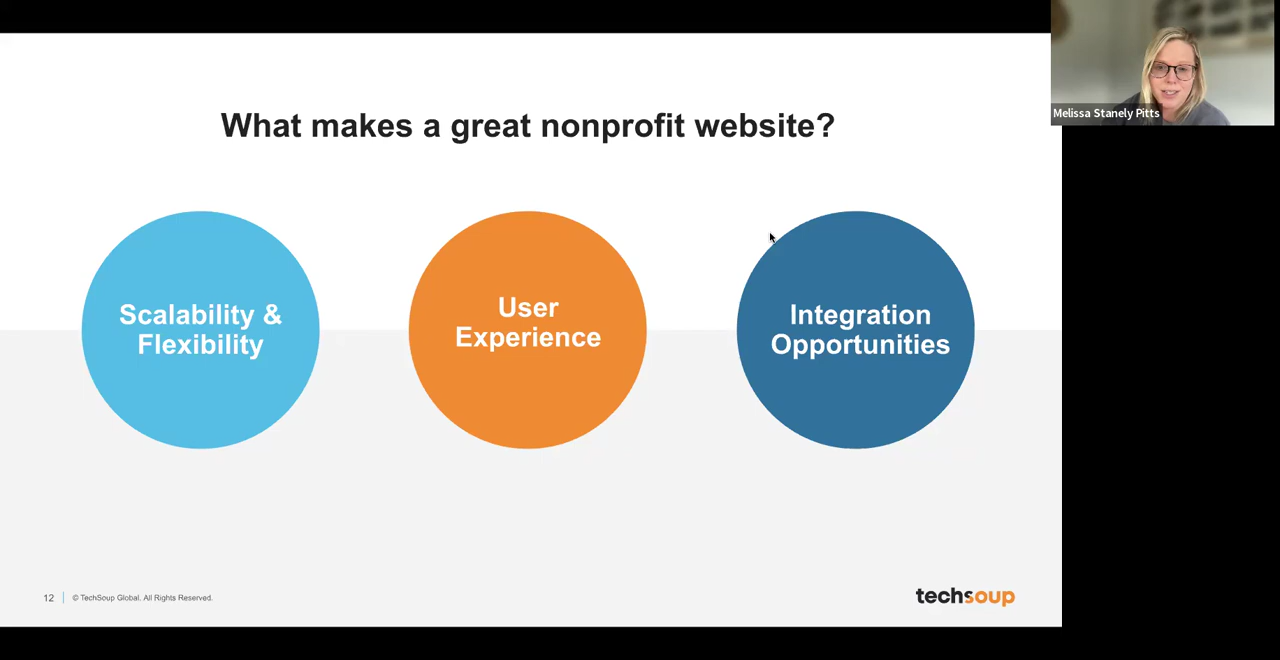 What makes a great nonprofit website?
Scalability &
Flexibility
User
Experience
Integration
Opportunities
Melissa Stanely Pitts
12
© TechSoup Global. All Rights Reserved.
techsoup